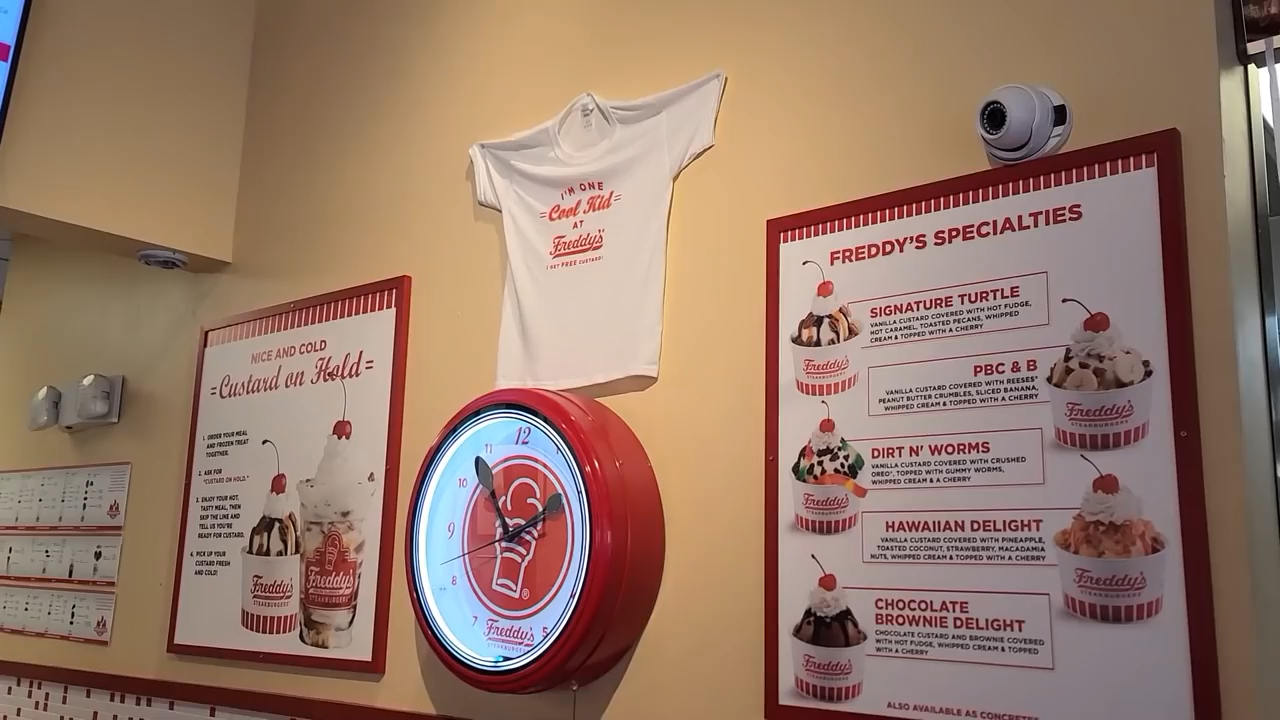 NICE AND COLD
Custard on Hold
1. ORDER YOUR MEAL
AND FROZEN TREAT
TOGETHER.
2. ASK FOR
"CUSTARD ON HOLD."
3. ENJOY YOUR HOT,
TASTY MEAL, THEN
SKIP THE LINE AND
TELL US YOU'RE
READY FOR CUSTARD.
4. PICK UP YOUR
CUSTARD FRESH
AND COLD!
Freddy's
STEAKBURGERS
Freddy's
STEAKBURGERS
I'M ONE
Cool Kid
AT
Freddy's
I GET FREE CUSTARD!
12
11
10
9
8
7
5
®
Freddy's
STEAKBURGERS
FREDDY'S SPECIALTIES
SIGNATURE TURTLE
VANILLA CUSTARD COVERED WITH HOT FUDGE,
HOT CARAMEL, TOASTED PECANS, WHIPPED
CREAM & TOPPED WITH A CHERRY
Freddy's
STEAKBURGERS
PBC & B
VANILLA CUSTARD COVERED WITH REESES'
PEANUT BUTTER CRUMBLES, SLICED BANANA,
WHIPPED CREAM & TOPPED WITH A CHERRY
Freddy's
STEAKBURGERS
DIRT N' WORMS
VANILLA CUSTARD COVERED WITH CRUSHED
OREO®, TOPPED WITH GUMMY WORMS,
WHIPPED CREAM & A CHERRY
Freddy's
STEAKBURGERS
HAWAIIAN DELIGHT
VANILLA CUSTARD COVERED WITH PINEAPPLE,
TOASTED COCONUT, STRAWBERRY, MACADAMIA
NUTS, WHIPPED CREAM & TOPPED WITH A CHERRY
Freddy's
STEAKBURGERS
CHOCOLATE
BROWNIE DELIGHT
CHOCOLATE CUSTARD AND BROWNIE COVERED
WITH HOT FUDGE, WHIPPED CREAM & TOPPED
WITH A CHERRY
Freddy's
STEAKBURGERS
ALSO AVAILABLE AS CONCRETES